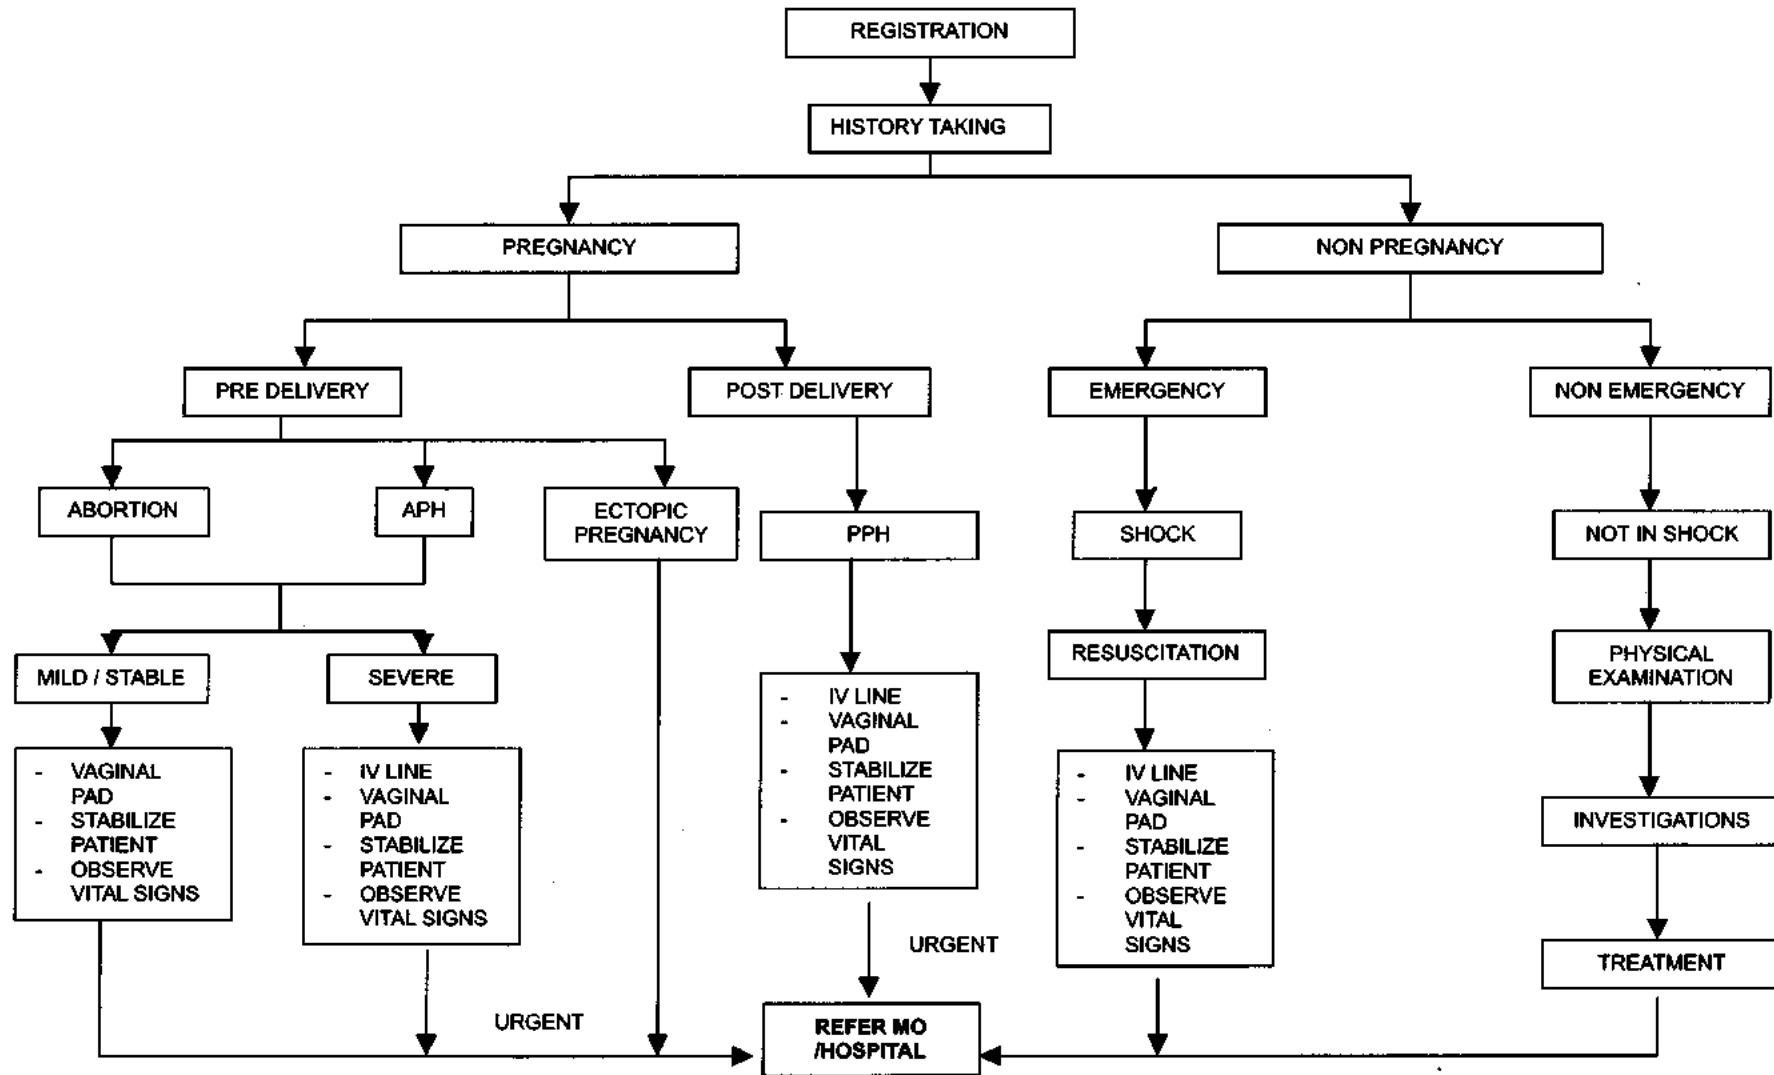 REGISTRATION
HISTORY TAKING
PREGNANCY
NON PREGNANCY
PRE DELIVERY
POST DELIVERY
EMERGENCY
NON EMERGENCY
ABORTION
APH
ECTOPIC
PREGNANCY
PPH
SHOCK
NOT IN SHOCK
MILD / STABLE
SEVERE
RESUSCITATION
PHYSICAL
EXAMINATION
- VAGINAL
PAD
- STABILIZE
PATIENT
- OBSERVE
VITAL SIGNS
- IV LINE
- VAGINAL
PAD
- STABILIZE
PATIENT
- OBSERVE
VITAL SIGNS
- IV LINE
- VAGINAL
PAD
- STABILIZE
PATIENT
- OBSERVE
VITAL
SIGNS
- IV LINE
- VAGINAL
PAD
- STABILIZE
PATIENT
- OBSERVE
VITAL
SIGNS
INVESTIGATIONS
TREATMENT
URGENT
URGENT
REFER MO
/HOSPITAL